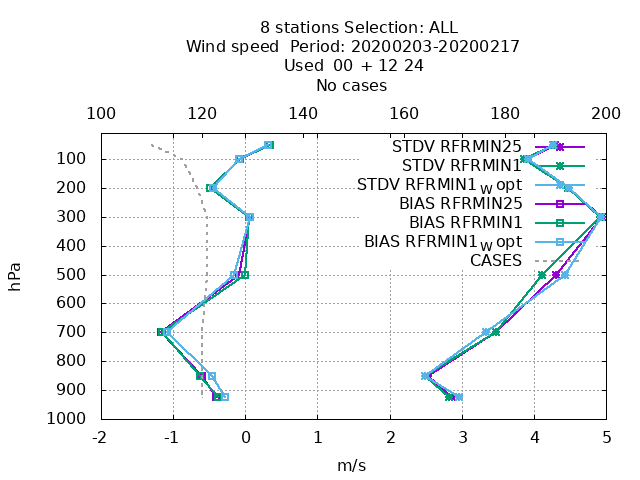 8 stations Selection: ALL
Wind speed  Period: 20200203-20200217
Used  00 + 12 24
No cases
100 120 140 160 180 200
STDV RFRMIN25
STDV RFRMIN1
STDV RFRMIN1_W opt
BIAS RFRMIN25
BIAS RFRMIN1
BIAS RFRMIN1_W opt
CASES
hPa
100
200
300
400
500
600
700
800
900
1000
-2 -1 0 1 2 3 4 5
m/s